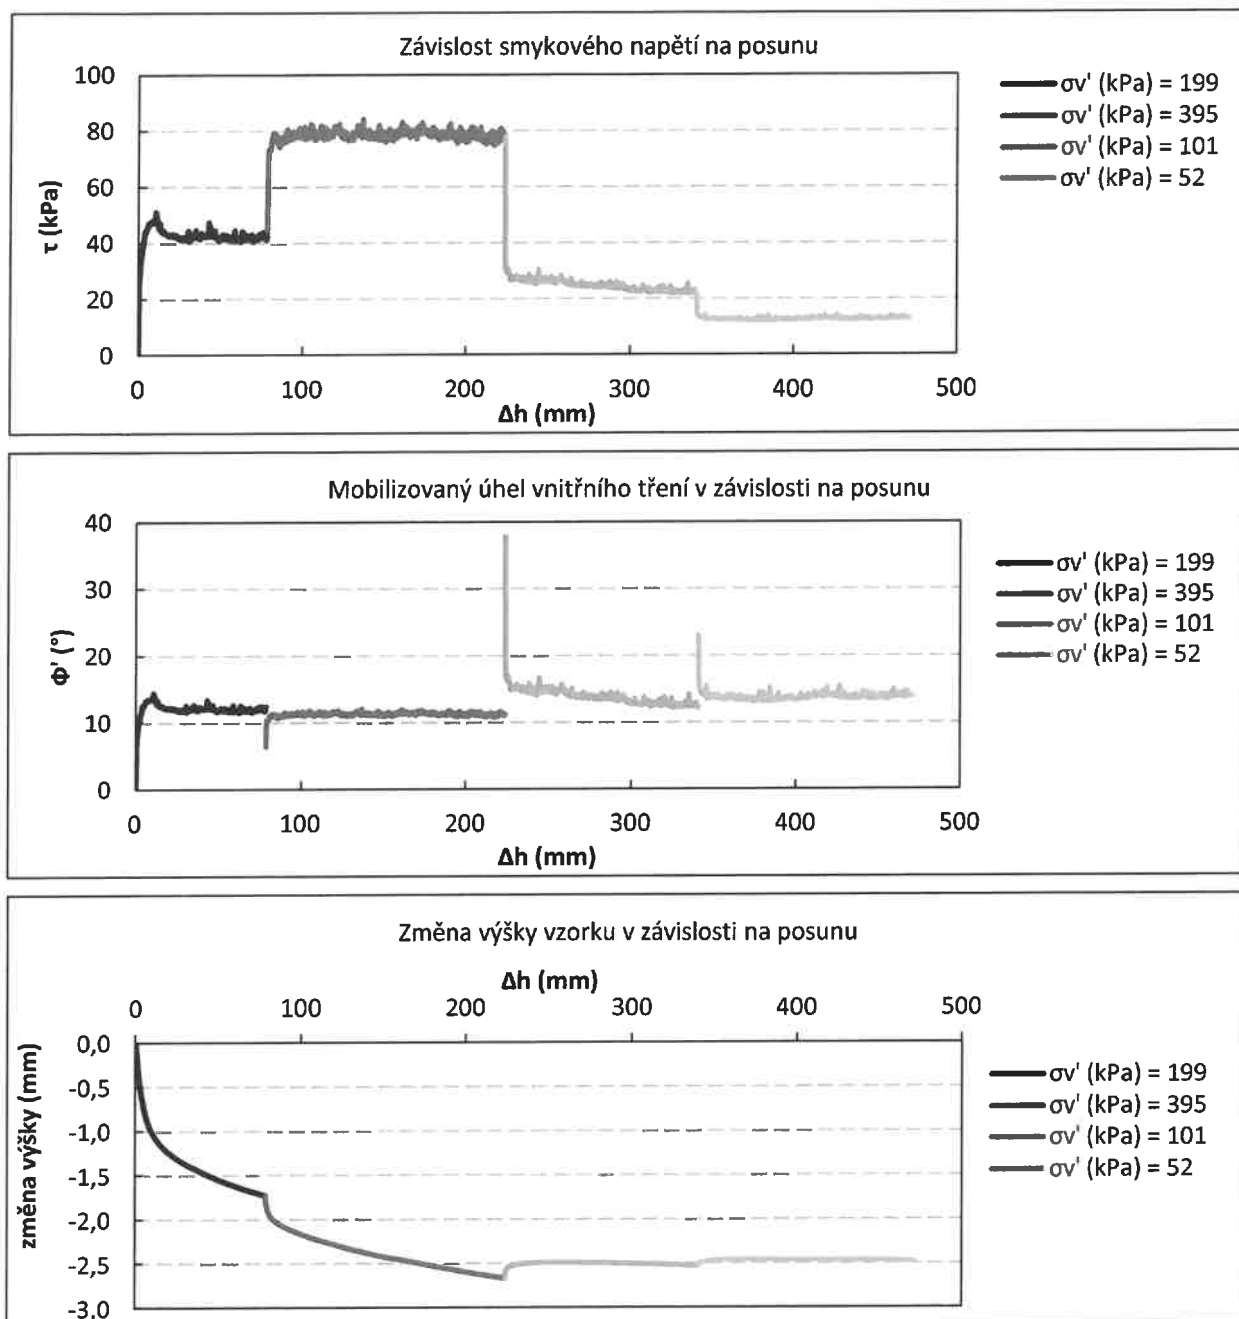 Závislost smykového napětí na posunu
100
80
60
40
20
0
τ (kPa)
0 100 200 300 400 500
Δh (mm)
σv' (kPa) = 199
σv' (kPa) = 395
σv' (kPa) = 101
σv' (kPa) = 52
Mobilizovaný úhel vnitřního tření v závislosti na posunu
40
30
20
10
0
Φ' (°)
0 100 200 300 400 500
Δh (mm)
σv' (kPa) = 199
σv' (kPa) = 395
σv' (kPa) = 101
σv' (kPa) = 52
Změna výšky vzorku v závislosti na posunu
Δh (mm)
0 100 200 300 400 500
0,0
-0,5
-1,0
-1,5
-2,0
-2,5
-3,0
změna výšky (mm)
σv' (kPa) = 199
σv' (kPa) = 395
σv' (kPa) = 101
σv' (kPa) = 52